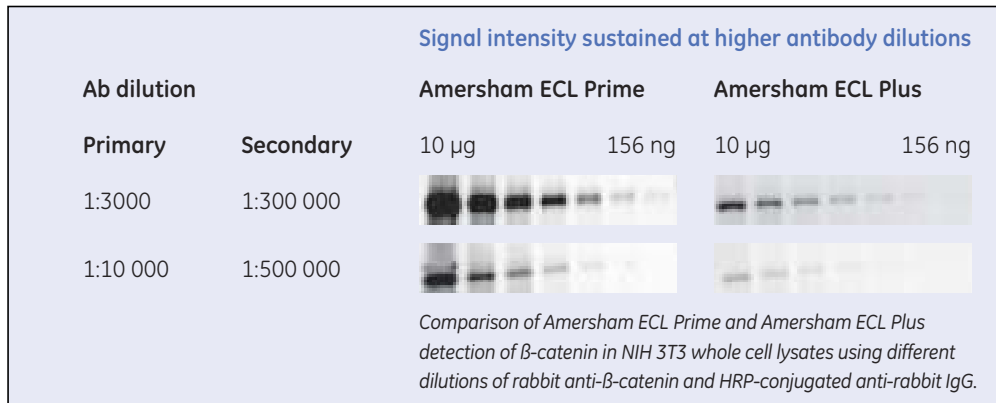 Signal intensity sustained at higher antibody dilutions
Ab dilution Amersham ECL Prime Amersham ECL Plus
Primary Secondary 10 µg 156 ng 10 µg 156 ng
1:3000 1:300 000
1:10 000 1:500 000
Comparison of Amersham ECL Prime and Amersham ECL Plus
detection of ß-catenin in NIH 3T3 whole cell lysates using different
dilutions of rabbit anti-ß-catenin and HRP-conjugated anti-rabbit IgG.